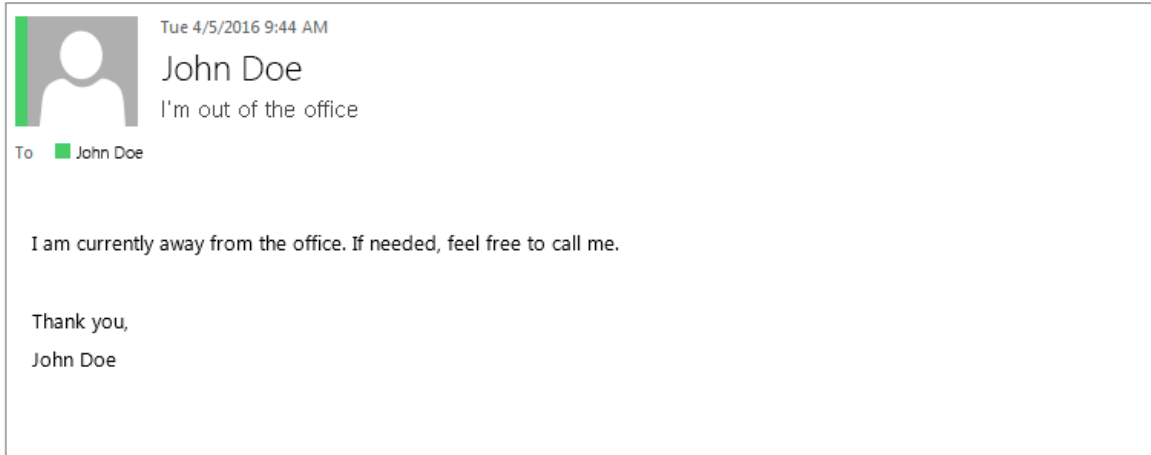 Tue 4/5/2016 9:44 AM
John Doe
I'm out of the office
To John Doe
I am currently away from the office. If needed, feel free to call me.
Thank you,
John Doe